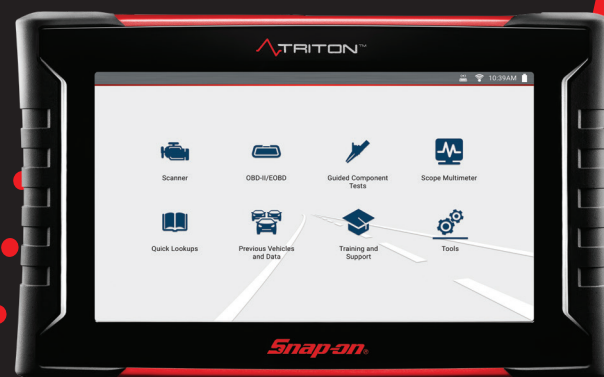 TRITON™
10:39AM
Scanner
OBD-II/EOBD
Guided Component
Tests
Scope Multimeter
Quick Lookups
Previous Vehicles
and Data
Training and
Support
Tools
Snap-on®